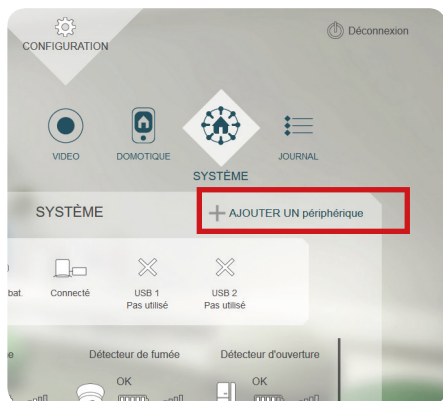 CONFIGURATION
Déconnexion
VIDEO
DOMOTIQUE
SYSTÈME
JOURNAL
SYSTÈME
AJOUTER UN périphérique
bat.
Connecté
USB 1
Pas utilisé
USB 2
Pas utilisé
e
Détecteur de fumée
Détecteur d'ouverture
OK
OK